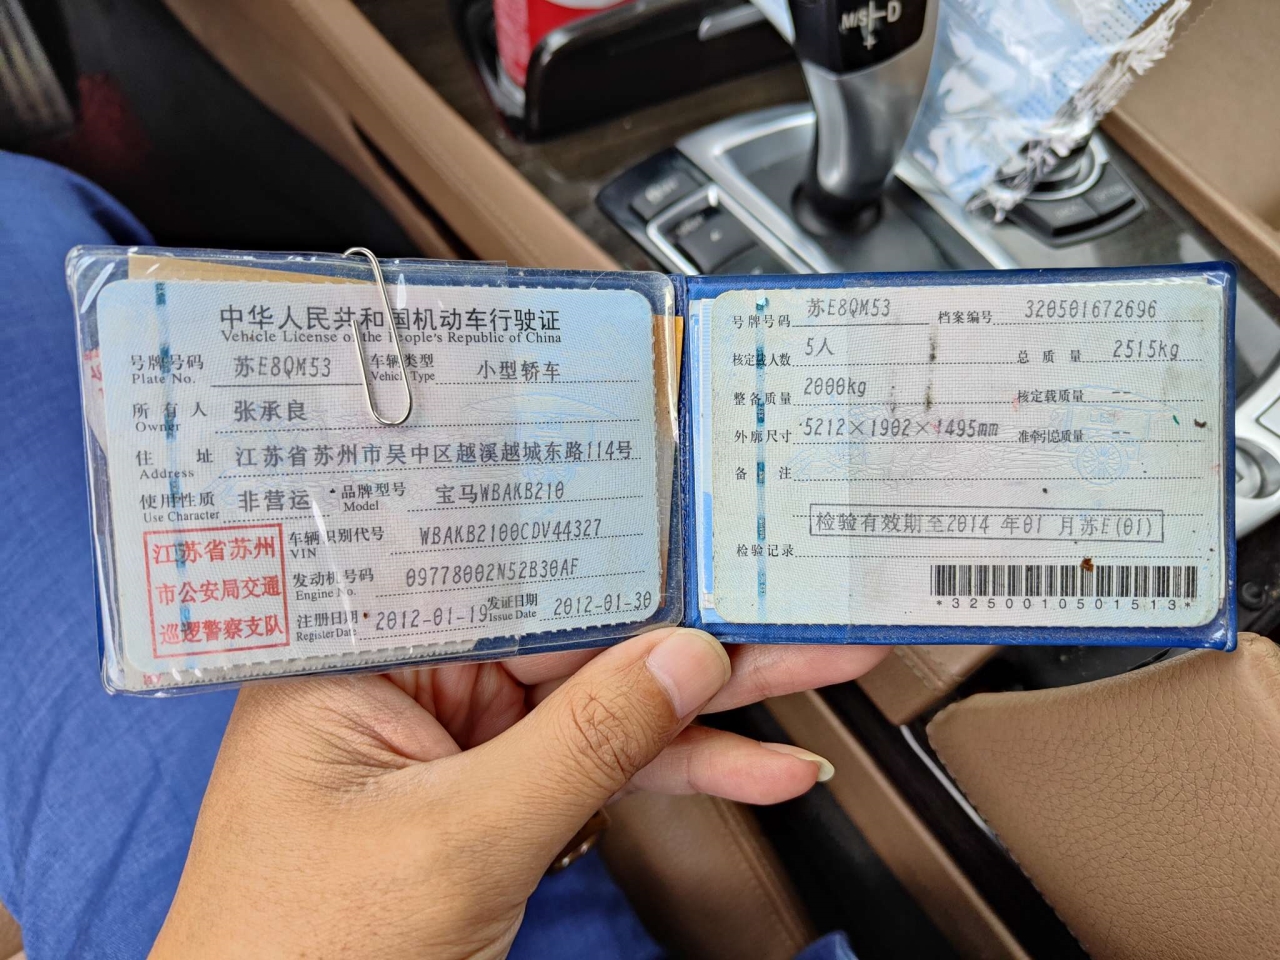 M/S
D
中华人民共和国机动车行驶证
Vehicle License of the People's Republic of China
号牌号码 苏E8QM53 车辆类型 小型轿车
Plate No. Vehicle Type
所有人 张承良
Owner
住址 江苏省苏州市吴中区越溪越城东路114号
Address
使用性质 非营运 品牌型号 宝马WBAKB210
Use Character Model
江苏省苏州
市公安局交通
巡逻警察支队
车辆识别代号 WBAKB2100CDV44327
VIN
发动机号码 09778002N52B30AF
Engine No.
注册日期 2012-01-19 发证日期 2012-01-30
Register Date Issue Date
号牌号码 苏E8QM53 档案编号 320501672696
核定载人数 5人 总质量 2515kg
整备质量 2000kg 核定载质量 --
外廓尺寸 5212×1902×1495mm 准牵引总质量 --
备注
检验有效期至2014年01月苏E(01)
检验记录
*3250010501513*